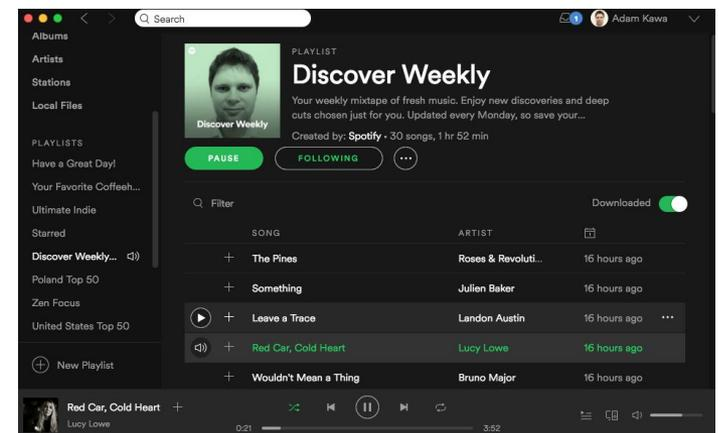 Search
1
Adam Kawa
Albums
Artists
Stations
Local Files
PLAYLISTS
Have a Great Day!
Your Favorite Coffeeh...
Ultimate Indie
Starred
Discover Weekly...
Poland Top 50
Zen Focus
United States Top 50
New Playlist
Discover Weekly
PLAYLIST
Discover Weekly
Your weekly mixtape of fresh music. Enjoy new discoveries and deep
cuts chosen just for you. Updated every Monday, so save your...
Created by: Spotify • 30 songs, 1 hr 52 min
PAUSE
FOLLOWING
Filter
Downloaded
SONG ARTIST
The Pines Roses & Revoluti... 16 hours ago
Something Julien Baker 16 hours ago
Leave a Trace Landon Austin 16 hours ago
Red Car, Cold Heart Lucy Lowe 16 hours ago
Wouldn't Mean a Thing Bruno Major 16 hours ago
Red Car, Cold Heart
Lucy Lowe
0:21
3:52